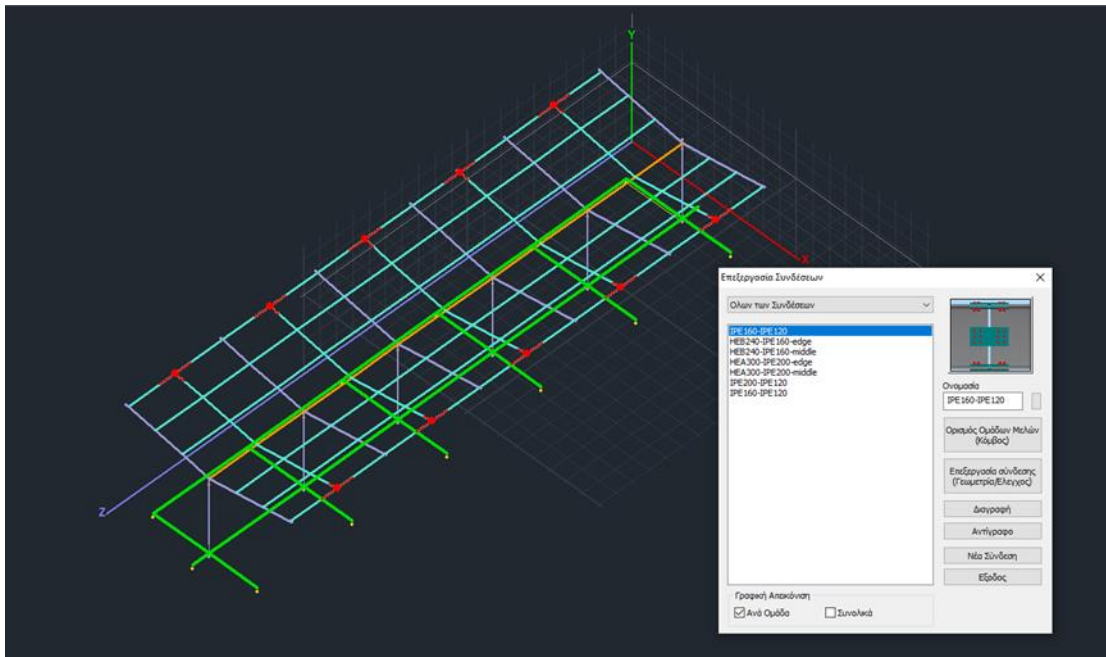 Y
X
Z
Επεξεργασία Συνδέσεων
Ολων των Συνδέσεων
IPE160-IPE120
HEB240-IPE160-edge
HEB240-IPE160-middle
HEA300-IPE200-edge
HEA300-IPE200-middle
IPE200-IPE120
IPE160-IPE120
Ονομασία
IPE160-IPE120
Ορισμός Ομάδων Μελών
(Κόμβος)
Επεξεργασία σύνδεσης
(Γεωμετρία/Ελεγχος)
Διαγραφή
Αντίγραφο
Νέα Σύνδεση
Εξοδος
Γραφική Απεικόνιση
Ανά Ομάδα
Συνολικά